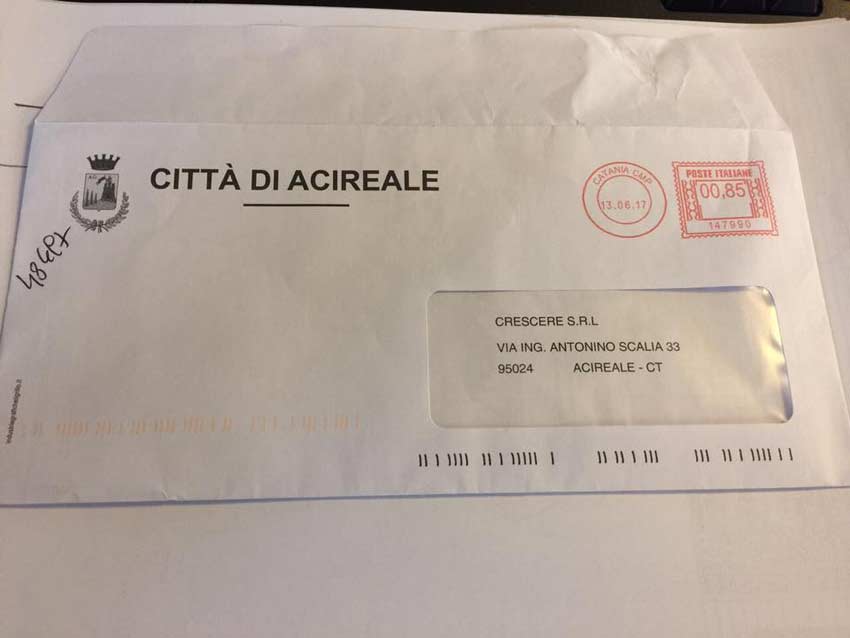 CITTÀ DI ACIREALE
CATANIA CMP
13.06.17
POSTE ITALIANE
00,85
147990
CRESCERE S.R.L
VIA ING. ANTONINO SCALIA 33
95024 ACIREALE - CT